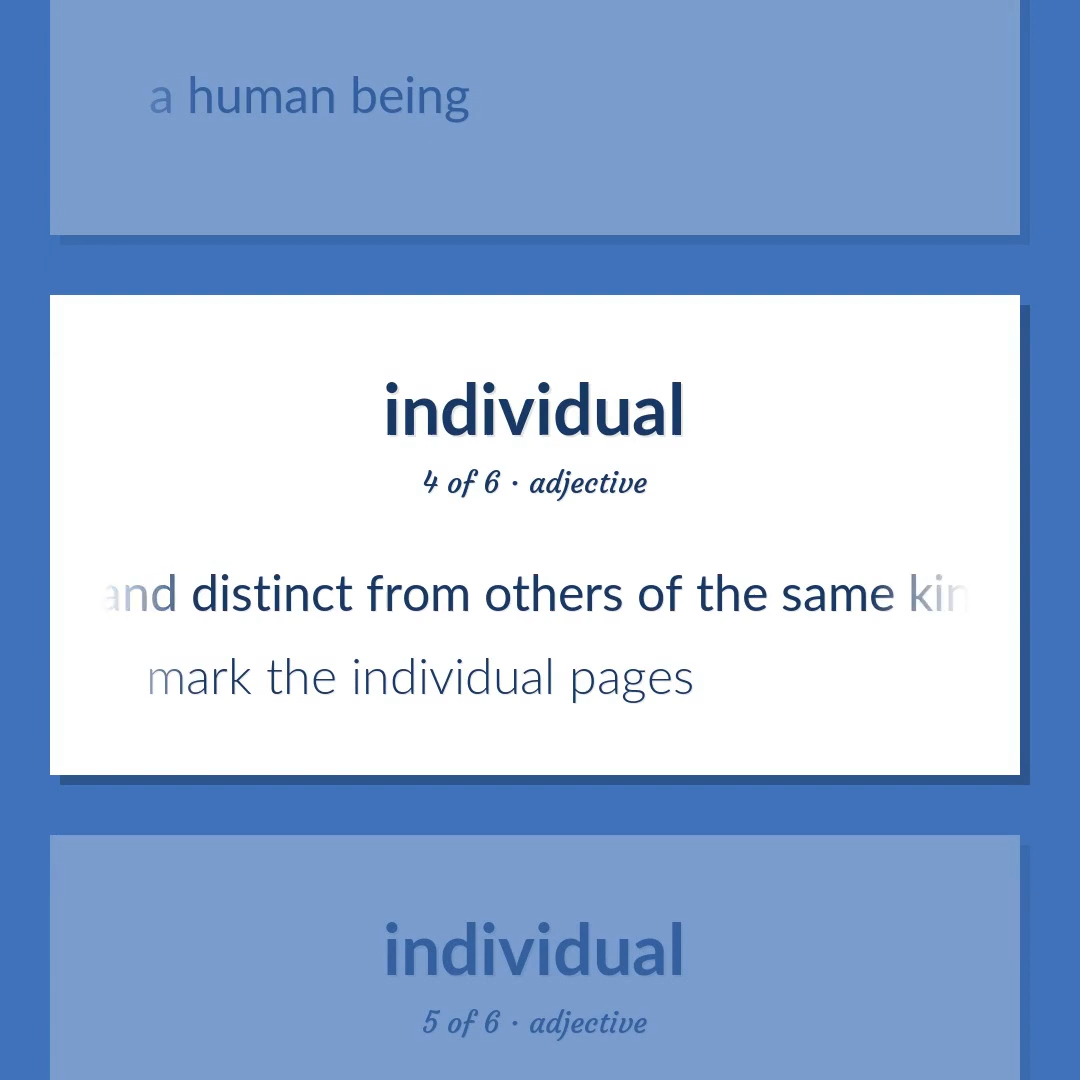 a human being
individual
4 of 6 · adjective
and distinct from others of the same kin
mark the individual pages
individual
5 of 6 · adjective